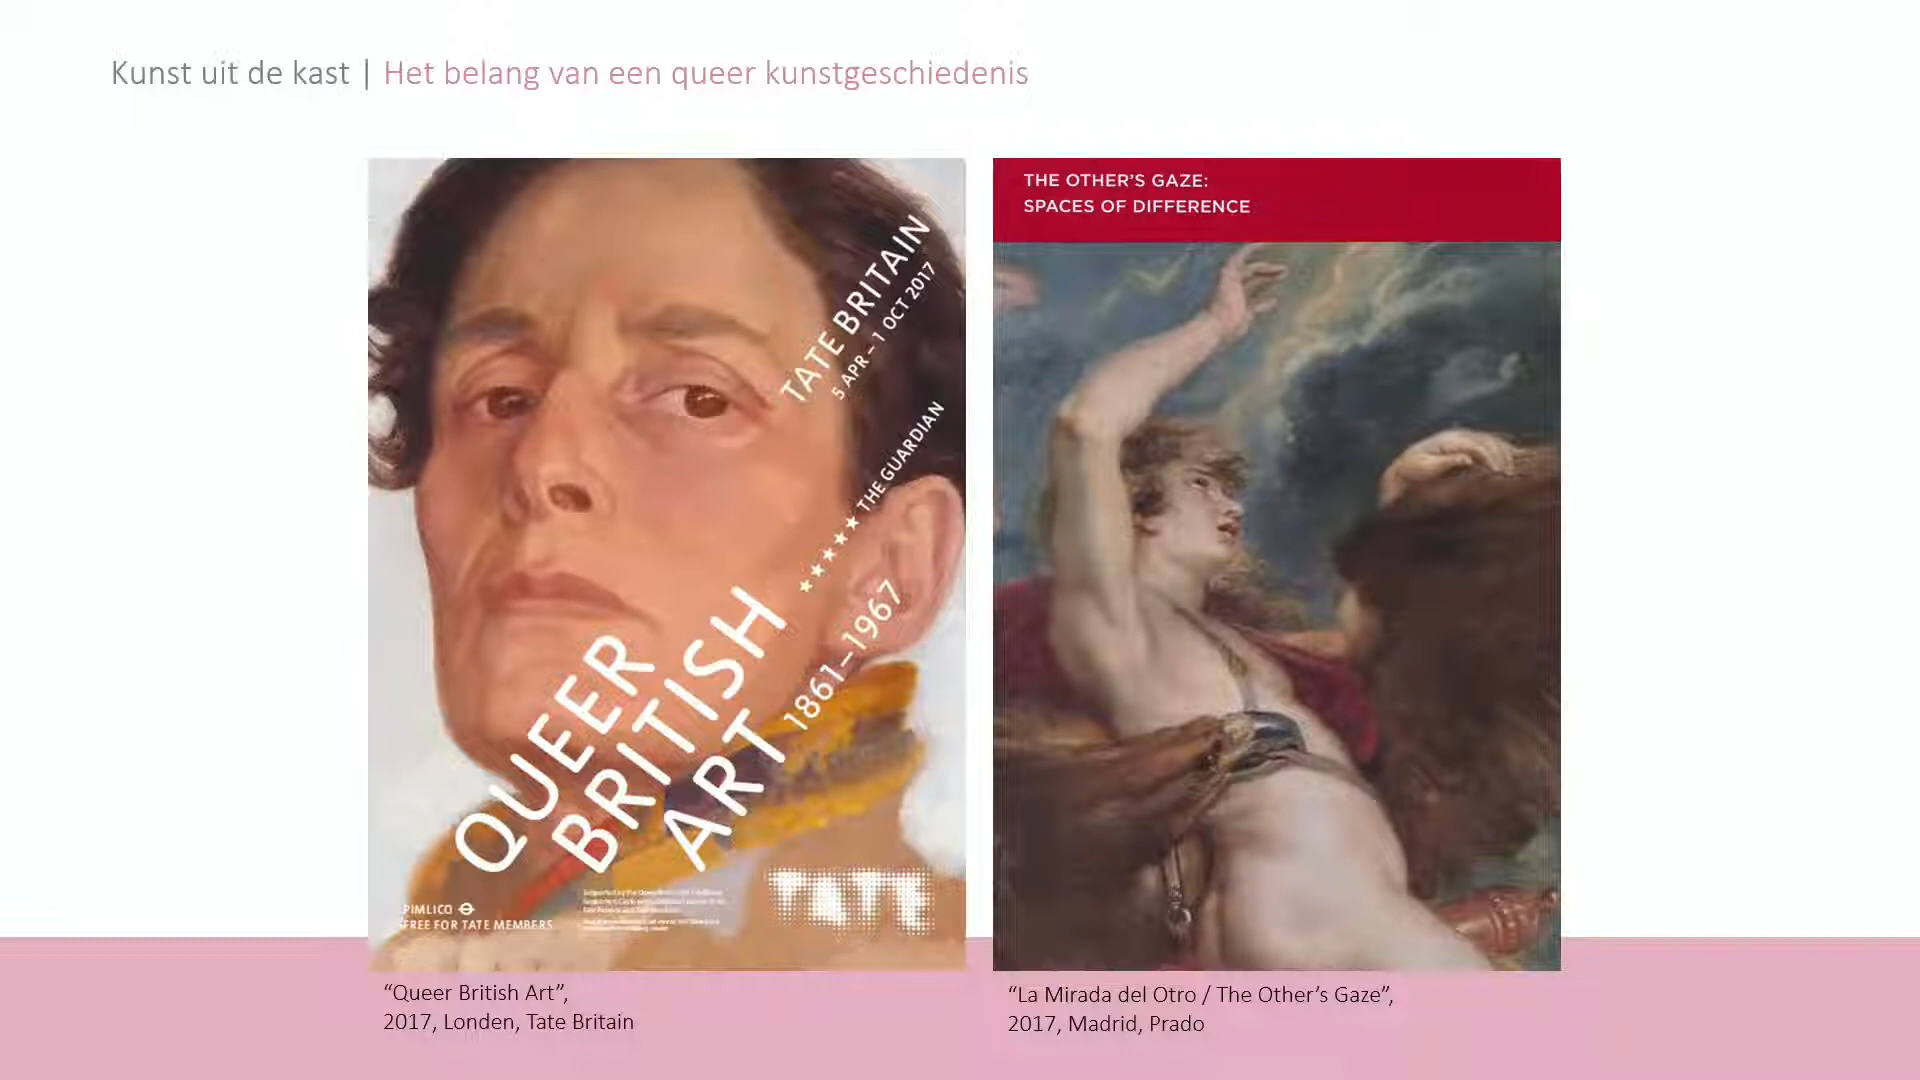 Kunst uit de kast | Het belang van een queer kunstgeschiedenis
TATE BRITAIN
5 APR – 1 OCT 2017
★★★★★ THE GUARDIAN
QUEER
BRITISH
ART 1861–1967
PIMLICO
FREE FOR TATE MEMBERS
TATE
THE OTHER'S GAZE:
SPACES OF DIFFERENCE
“Queer British Art”,
2017, Londen, Tate Britain
“La Mirada del Otro / The Other’s Gaze”,
2017, Madrid, Prado